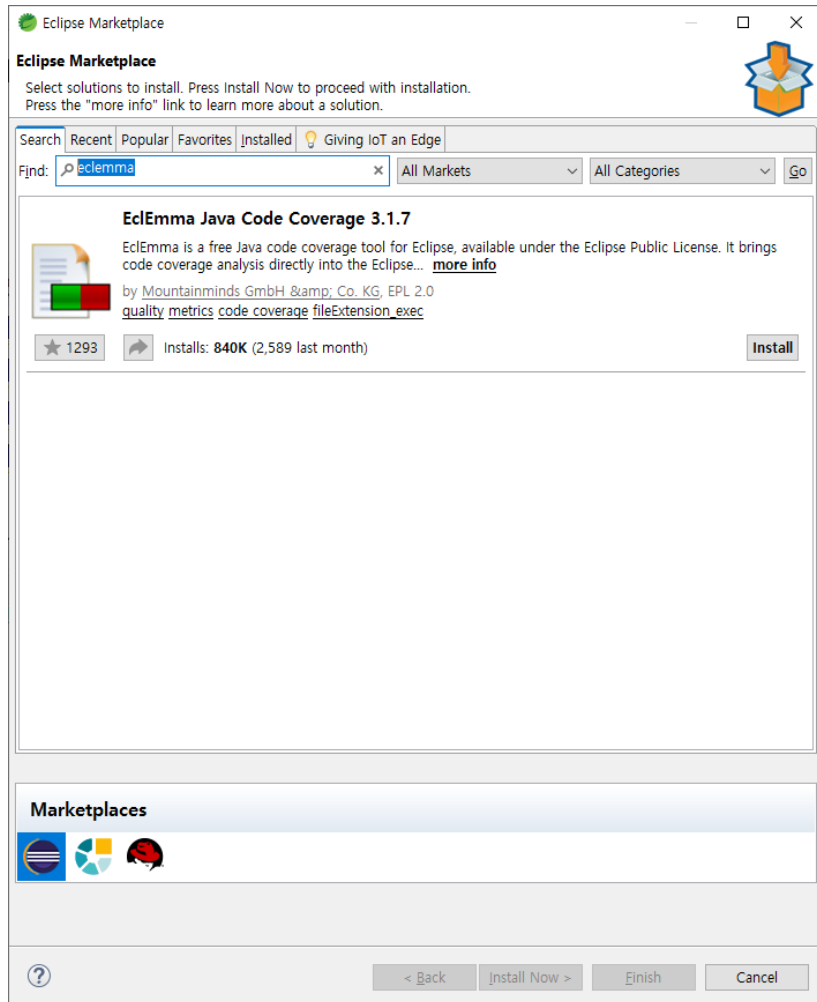 Eclipse Marketplace
Eclipse Marketplace
Select solutions to install. Press Install Now to proceed with installation.
Press the "more info" link to learn more about a solution.
Search Recent Popular Favorites Installed Giving IoT an Edge
Find: eclemma All Markets All Categories Go
EclEmma Java Code Coverage 3.1.7
EclEmma is a free Java code coverage tool for Eclipse, available under the Eclipse Public License. It brings
code coverage analysis directly into the Eclipse... more info
by Mountainminds GmbH &amp; Co. KG, EPL 2.0
quality metrics code coverage fileExtension_exec
1293 Installs: 840K (2,589 last month) Install
Marketplaces
? < Back Install Now > Finish Cancel